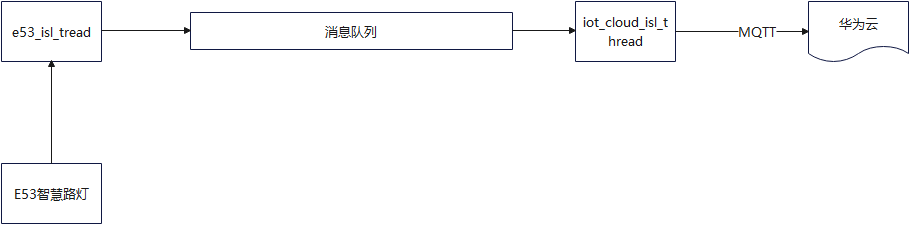 e53_isl_tread
消息队列
iot_cloud_isl_t
hread
MQTT
华为云
E53智慧路灯